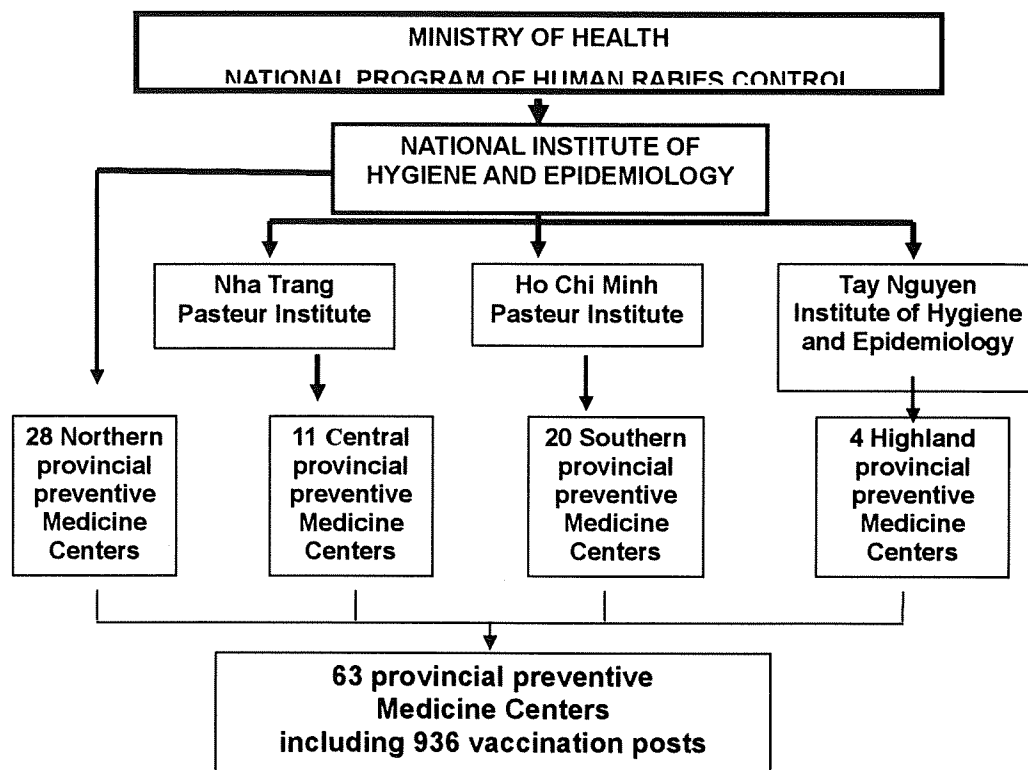 MINISTRY OF HEALTH
NATIONAL PROGRAM OF HUMAN RABIES CONTROL
NATIONAL INSTITUTE OF
HYGIENE AND EPIDEMIOLOGY
Nha Trang
Pasteur Institute
Ho Chi Minh
Pasteur Institute
Tay Nguyen
Institute of Hygiene
and Epidemiology
28 Northern
provincial
preventive
Medicine
Centers
11 Central
provincial
preventive
Medicine
Centers
20 Southern
provincial
preventive
Medicine
Centers
4 Highland
provincial
preventive
Medicine
Centers
63 provincial preventive
Medicine Centers
including 936 vaccination posts